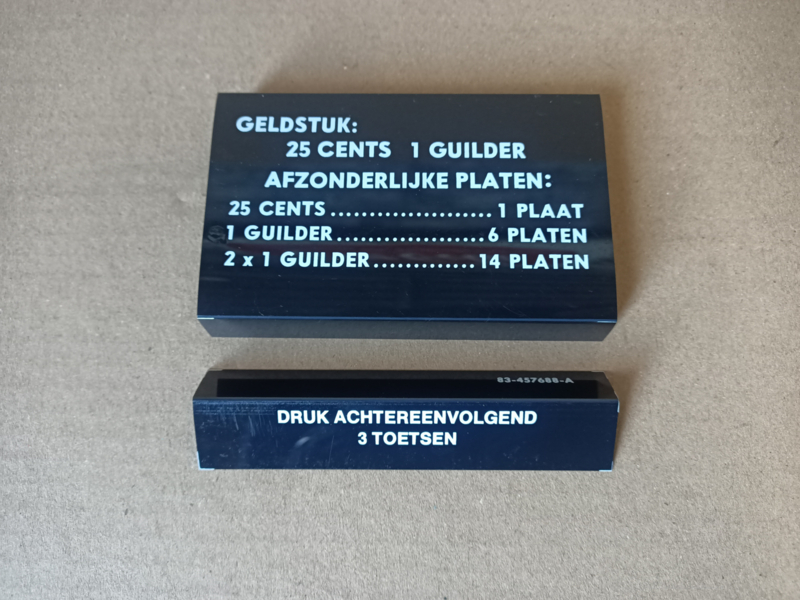 GELDSTUK:
25 CENTS 1 GUILDER
AFZONDERLIJKE PLATEN:
25 CENTS.....................1 PLAAT
1 GUILDER...................6 PLATEN
2 x 1 GUILDER.............14 PLATEN
83-457688-A
DRUK ACHTEREENVOLGEND
3 TOETSEN